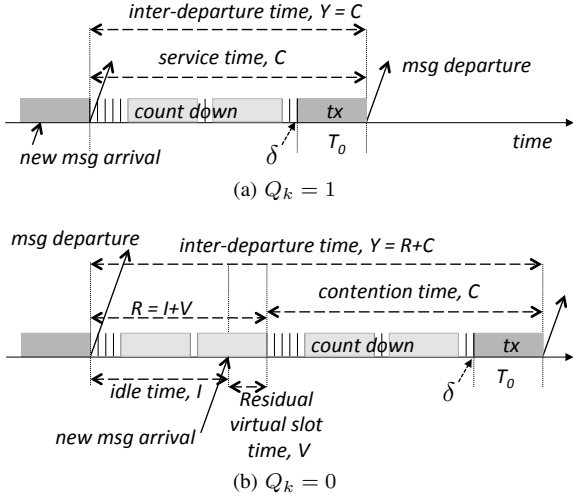 inter-departure time, Y = C
service time, C
msg departure
count down
tx
new msg arrival
δ
T0
time
(a) Qk = 1
msg departure
inter-departure time, Y = R+C
R = I+V
contention time, C
count down
tx
idle time, I
δ
T0
new msg arrival
Residual
virtual slot
time, V
(b) Qk = 0